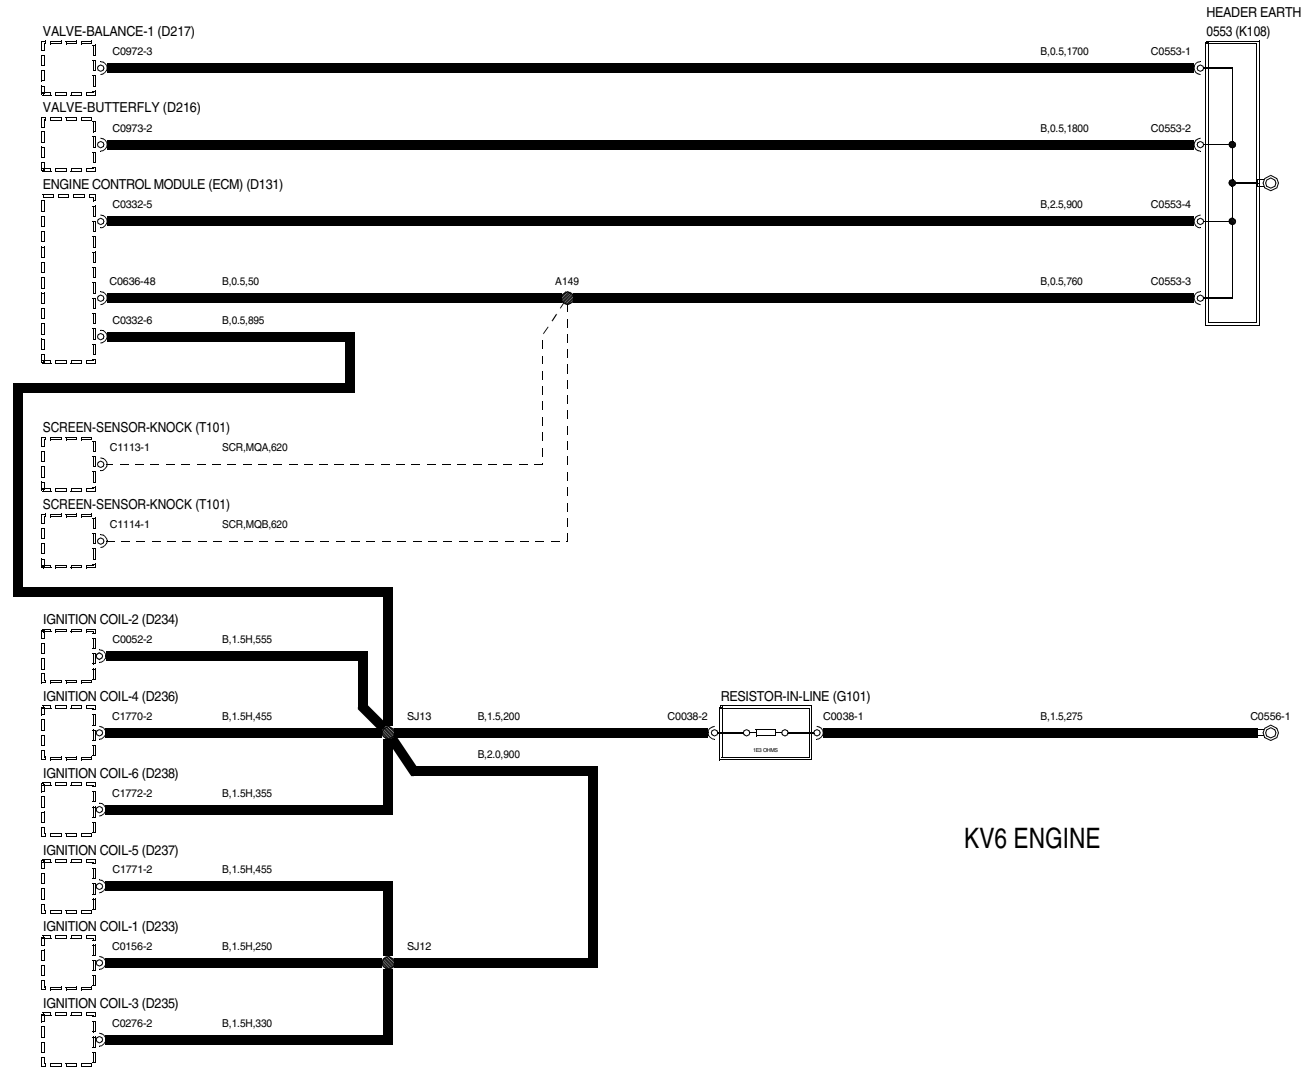 HEADER EARTH
0553 (K108)
VALVE-BALANCE-1 (D217)
C0972-3 B,0.5,1700 C0553-1
VALVE-BUTTERFLY (D216)
C0973-2 B,0.5,1800 C0553-2
ENGINE CONTROL MODULE (ECM) (D131)
C0332-5 B,2.5,900 C0553-4
C0636-48 B,0.5,50 A149 B,0.5,760 C0553-3
C0332-6 B,0.5,895
SCREEN-SENSOR-KNOCK (T101)
C1113-1 SCR,MQA,620
SCREEN-SENSOR-KNOCK (T101)
C1114-1 SCR,MQB,620
IGNITION COIL-2 (D234)
C0052-2 B,1.5H,555
IGNITION COIL-4 (D236) RESISTOR-IN-LINE (G101)
C1770-2 B,1.5H,455 SJ13 B,1.5,200 C0038-2 C0038-1 B,1.5,275 C0556-1
1E3 OHMS
B,2.0,900
IGNITION COIL-6 (D238)
C1772-2 B,1.5H,355
KV6 ENGINE
IGNITION COIL-5 (D237)
C1771-2 B,1.5H,455
IGNITION COIL-1 (D233)
C0156-2 B,1.5H,250 SJ12
IGNITION COIL-3 (D235)
C0276-2 B,1.5H,330